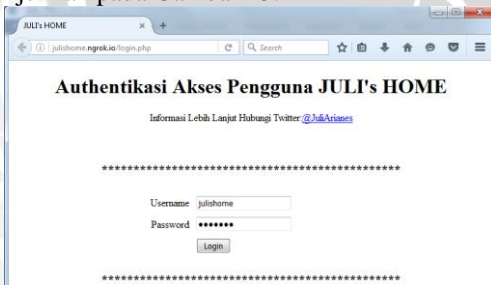 JULI's HOME
julishome.ngrok.io/login.php
Search
Authentikasi Akses Pengguna JULI's HOME
Informasi Lebih Lanjut Hubungi Twitter:@JuliArianes
***********************************************
Username julishome
Password •••••••
Login
***********************************************